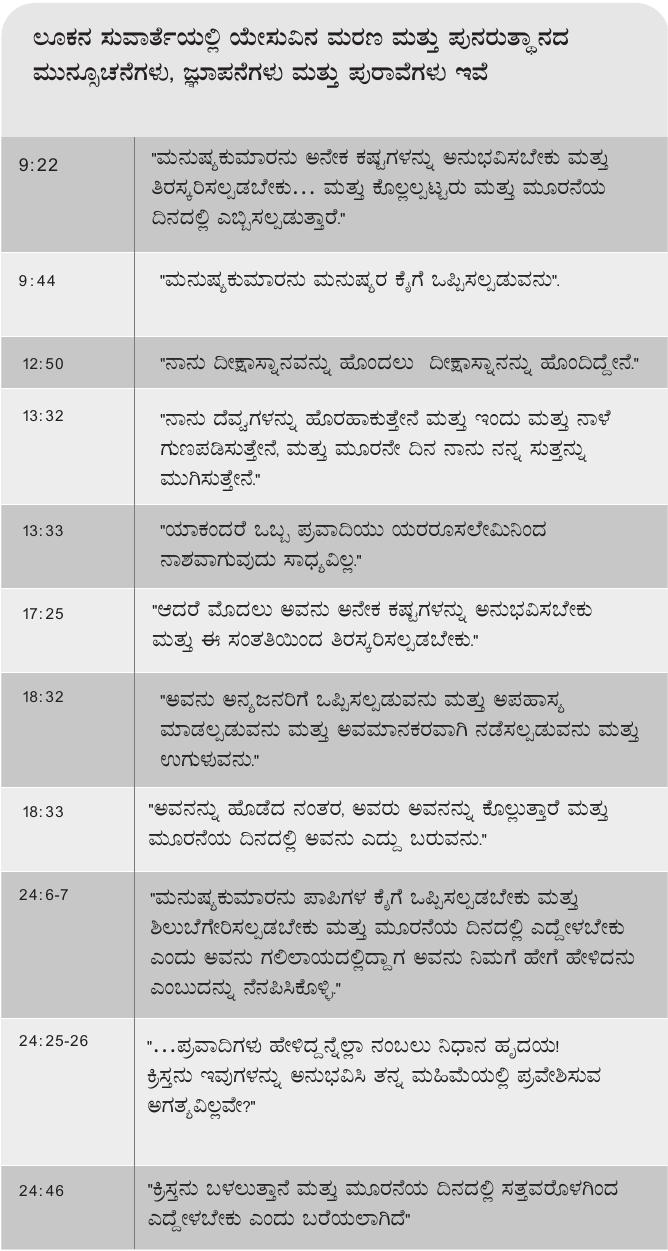 ಲೂಕನ ಸುವಾರ್ತೆಯಲ್ಲಿ ಯೇಸುವಿನ ಮರಣ ಮತ್ತು ಪುನರುತ್ಥಾನದ
ಮುನ್ಸೂಚನೆಗಳು, ಜ್ಞಾಪನೆಗಳು ಮತ್ತು ಪುರಾವೆಗಳು ಇವೆ
9:22
"ಮನುಷ್ಯಕುಮಾರನು ಅನೇಕ ಕಷ್ಟಗಳನ್ನು ಅನುಭವಿಸಬೇಕು ಮತ್ತು
ತಿರಸ್ಕರಿಸಲ್ಪಡಬೇಕು... ಮತ್ತು ಕೊಲ್ಲಲ್ಪಟ್ಟರು ಮತ್ತು ಮೂರನೆಯ
ದಿನದಲ್ಲಿ ಎಬ್ಬಿಸಲ್ಪಡುತ್ತಾರೆ."
9:44
"ಮನುಷ್ಯಕುಮಾರನು ಮನುಷ್ಯರ ಕೈಗೆ ಒಪ್ಪಿಸಲ್ಪಡುವನು".
12:50
"ನಾನು ದೀಕ್ಷಾಸ್ನಾನವನ್ನು ಹೊಂದಲು ದೀಕ್ಷಾಸ್ನಾನನ್ನು ಹೊಂದಿದ್ದೇನೆ."
13:32
"ನಾನು ದೆವ್ವಗಳನ್ನು ಹೊರಹಾಕುತ್ತೇನೆ ಮತ್ತು ಇಂದು ಮತ್ತು ನಾಳೆ
ಗುಣಪಡಿಸುತ್ತೇನೆ, ಮತ್ತು ಮೂರನೇ ದಿನ ನಾನು ನನ್ನ ಸುತ್ತನ್ನು
ಮುಗಿಸುತ್ತೇನೆ."
13:33
"ಯಾಕಂದರೆ ಒಬ್ಬ ಪ್ರವಾದಿಯು ಯರರೂಸಲೇಮಿನಿಂದ
ನಾಶವಾಗುವುದು ಸಾಧ್ಯವಿಲ್ಲ."
17:25
"ಆದರೆ ಮೊದಲು ಅವನು ಅನೇಕ ಕಷ್ಟಗಳನ್ನು ಅನುಭವಿಸಬೇಕು
ಮತ್ತು ಈ ಸಂತತಿಯಿಂದ ತಿರಸ್ಕರಿಸಲ್ಪಡಬೇಕು."
18:32
"ಅವನು ಅನ್ಯಜನರಿಗೆ ಒಪ್ಪಿಸಲ್ಪಡುವನು ಮತ್ತು ಅಪಹಾಸ್ಯ
ಮಾಡಲ್ಪಡುವನು ಮತ್ತು ಅವಮಾನಕರವಾಗಿ ನಡೆಸಲ್ಪಡುವನು ಮತ್ತು
ಉಗುಳುವನು."
18:33
"ಅವನನ್ನು ಹೊಡೆದ ನಂತರ, ಅವರು ಅವನನ್ನು ಕೊಲ್ಲುತ್ತಾರೆ ಮತ್ತು
ಮೂರನೆಯ ದಿನದಲ್ಲಿ ಅವನು ಎದ್ದು ಬರುವನು."
24:6-7
"ಮನುಷ್ಯಕುಮಾರನು ಪಾಪಿಗಳ ಕೈಗೆ ಒಪ್ಪಿಸಲ್ಪಡಬೇಕು ಮತ್ತು
ಶಿಲುಬೆಗೇರಿಸಲ್ಪಡಬೇಕು ಮತ್ತು ಮೂರನೆಯ ದಿನದಲ್ಲಿ ಎದ್ದೇಳಬೇಕು
ಎಂದು ಅವನು ಗಲಿಲಾಯದಲ್ಲಿದ್ದಾಗ ಅವನು ನಿಮಗೆ ಹೇಗೆ ಹೇಳಿದನು
ಎಂಬುದನ್ನು ನೆನಪಿಸಿಕೊಳ್ಳಿ."
24:25-26
"...ಪ್ರವಾದಿಗಳು ಹೇಳಿದ್ದನ್ನೆಲ್ಲಾ ನಂಬಲು ನಿಧಾನ ಹೃದಯ!
ಕ್ರಿಸ್ತನು ಇವುಗಳನ್ನು ಅನುಭವಿಸಿ ತನ್ನ ಮಹಿಮೆಯಲ್ಲಿ ಪ್ರವೇಶಿಸುವ
ಅಗತ್ಯವಿಲ್ಲವೇ?"
24:46
"ಕ್ರಿಸ್ತನು ಬಳಲುತ್ತಾನೆ ಮತ್ತು ಮೂರನೆಯ ದಿನದಲ್ಲಿ ಸತ್ತವರೊಳಗಿಂದ
ಎದ್ದೇಳಬೇಕು ಎಂದು ಬರೆಯಲಾಗಿದೆ"